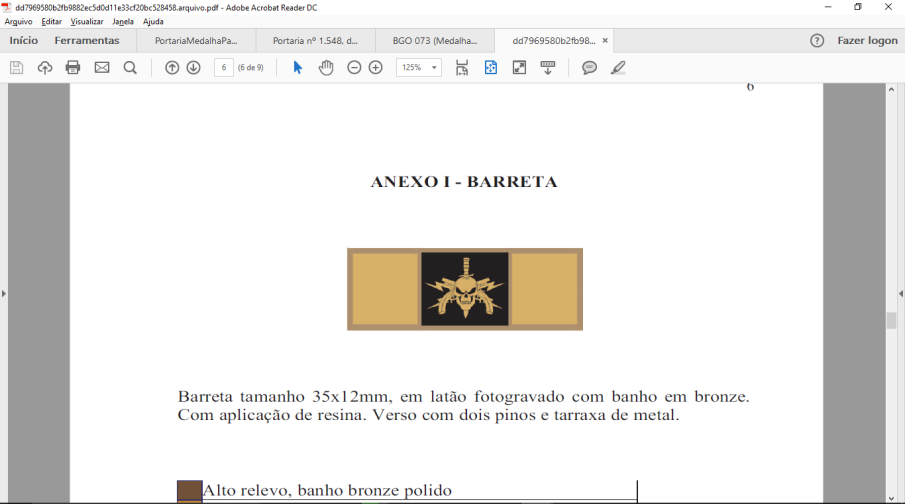 dd7969580b2fb9882ec5d0d11e33cf20bc528458.arquivo.pdf - Adobe Acrobat Reader DC
Arquivo Editar Visualizar Janela Ajuda
Início Ferramentas PortariaMedalhaPa... Portaria nº 1.548, d... BGO 073 (Medalha... dd7969580b2fb98... × ? Fazer logon
6 (6 de 9) 125%
6
ANEXO I - BARRETA
Barreta tamanho 35x12mm, em latão fotogravado com banho em bronze.
Com aplicação de resina. Verso com dois pinos e tarraxa de metal.
Alto relevo, banho bronze polido